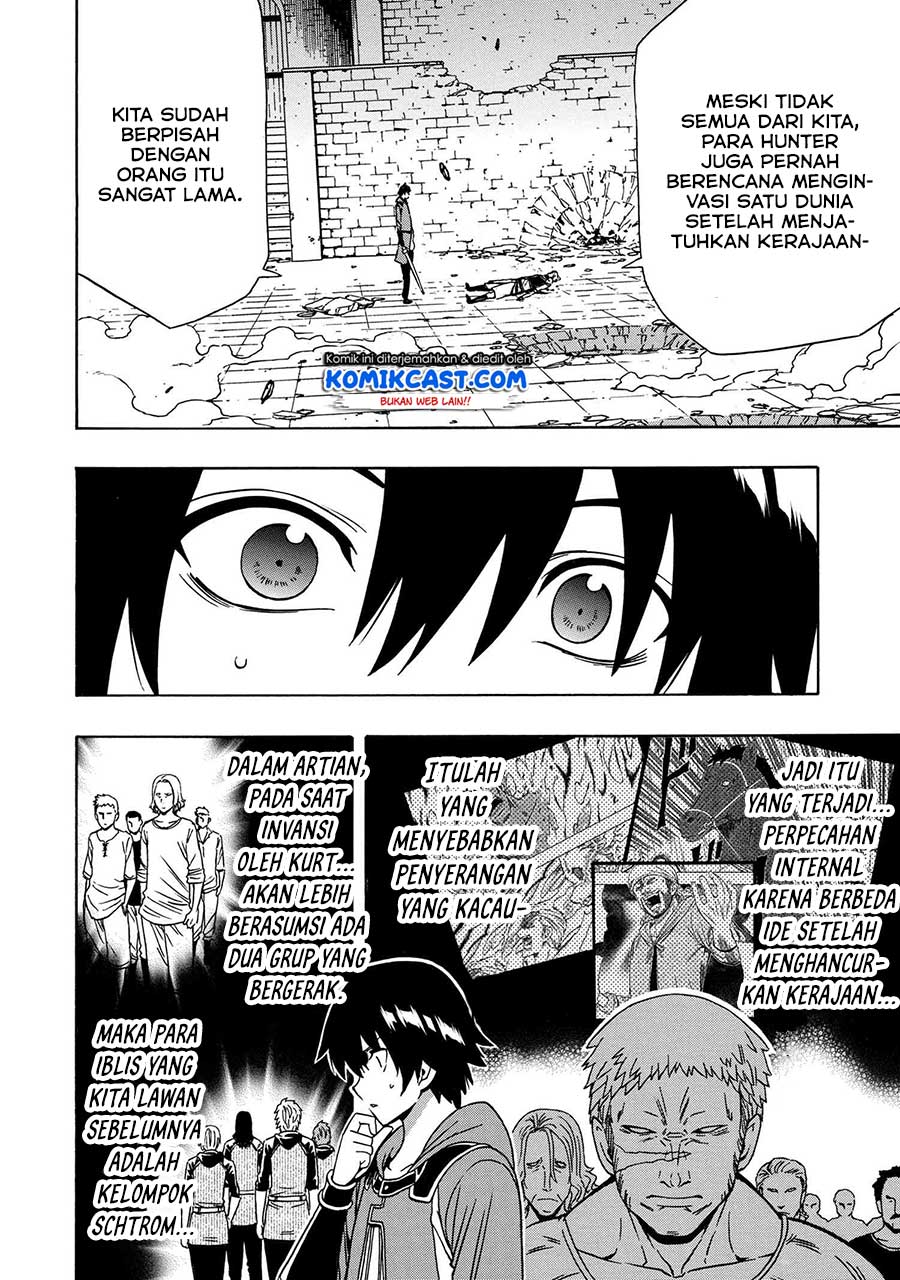 MESKI TIDAK
SEMUA DARI KITA,
PARA HUNTER
JUGA PERNAH
BERENCANA MENGIN-
VASI SATU DUNIA
SETELAH MENJA-
TUHKAN KERAJAAN-
KITA SUDAH
BERPISAH
DENGAN
ORANG ITU
SANGAT LAMA.
Komik ini diterjemahkan & diedit oleh
KOMIKCAST.COM
BUKAN WEB LAIN!!
JADI ITU
YANG TERJADI...
PERPECAHAN
INTERNAL
KARENA BERBEDA
IDE SETELAH
MENGHANCUR-
KAN KERAJAAN...
ITULAH
YANG
MENYEBABKAN
PENYERANGAN
YANG KACAU-
DALAM ARTIAN,
PADA SAAT
INVANSI
OLEH KURT...
AKAN LEBIH
BERASUMSI ADA
DUA GRUP YANG
BERGERAK.
MAKA PARA
IBLIS YANG
KITA LAWAN
SEBELUMNYA
ADALAH
KELOMPOK
SCHTROM...